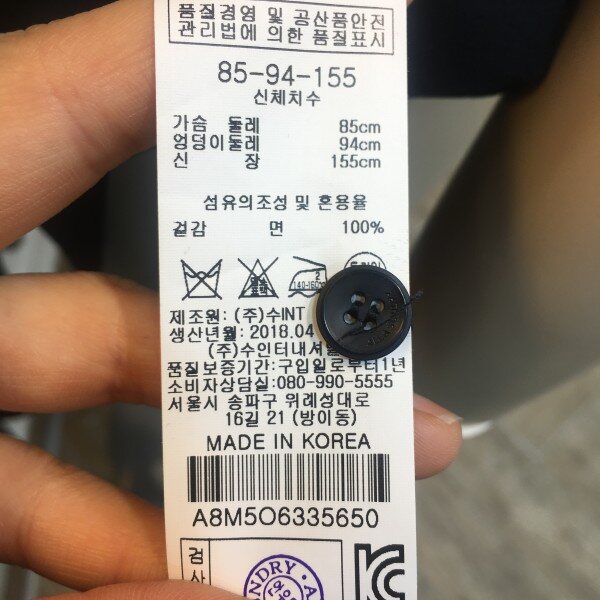 품질경영 및 공산품안전
관리법에 의한 품질표시
85-94-155
신체치수
가슴 둘레 85cm
엉덩이둘레 94cm
신 장 155cm
섬유의조성 및 혼용율
겉감 면 100%
2
140-160℃
제조원: (주)수INT
생산년월: 2018.04
(주)수인터내셔
품질보증기간:구입일로부터1년
소비자상담실:080-990-5555
서울시 송파구 위례성대로
16길 21 (방이동)
MADE IN KOREA
A8M5O6335650
검
사